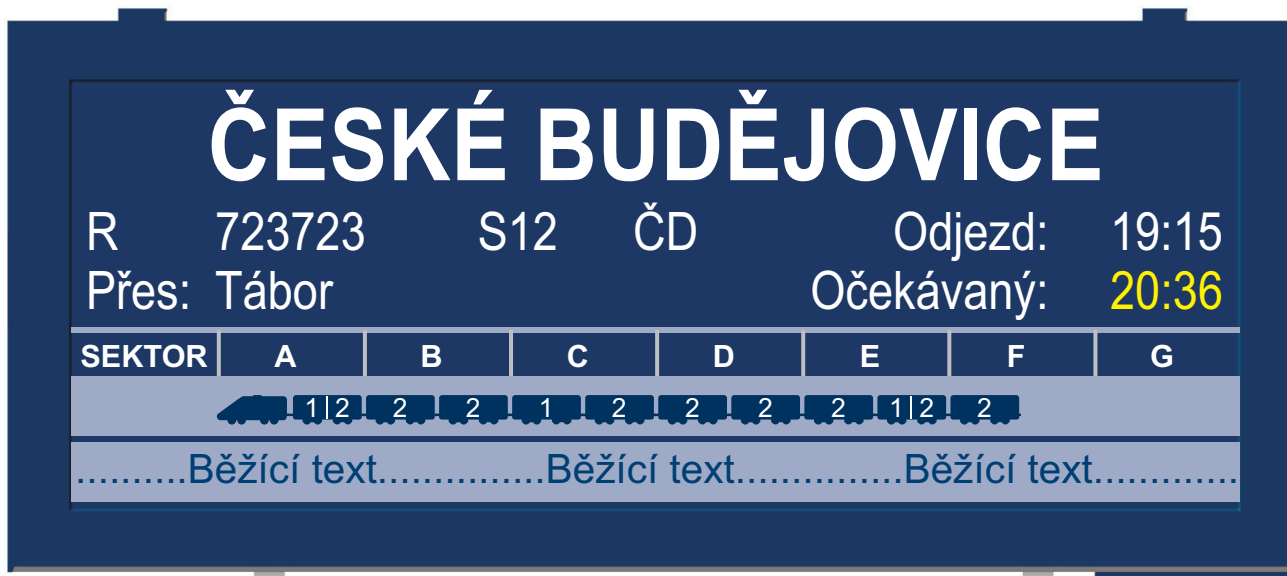 ČESKÉ BUDĚJOVICE
R 723723 S12 ČD Odjezd: 19:15
Přes: Tábor Očekávaný: 20:36
SEKTOR A B C D E F G
1|2 2 2 1 2 2 2 2 1|2 2
..........Běžící text...............Běžící text...............Běžící text.............